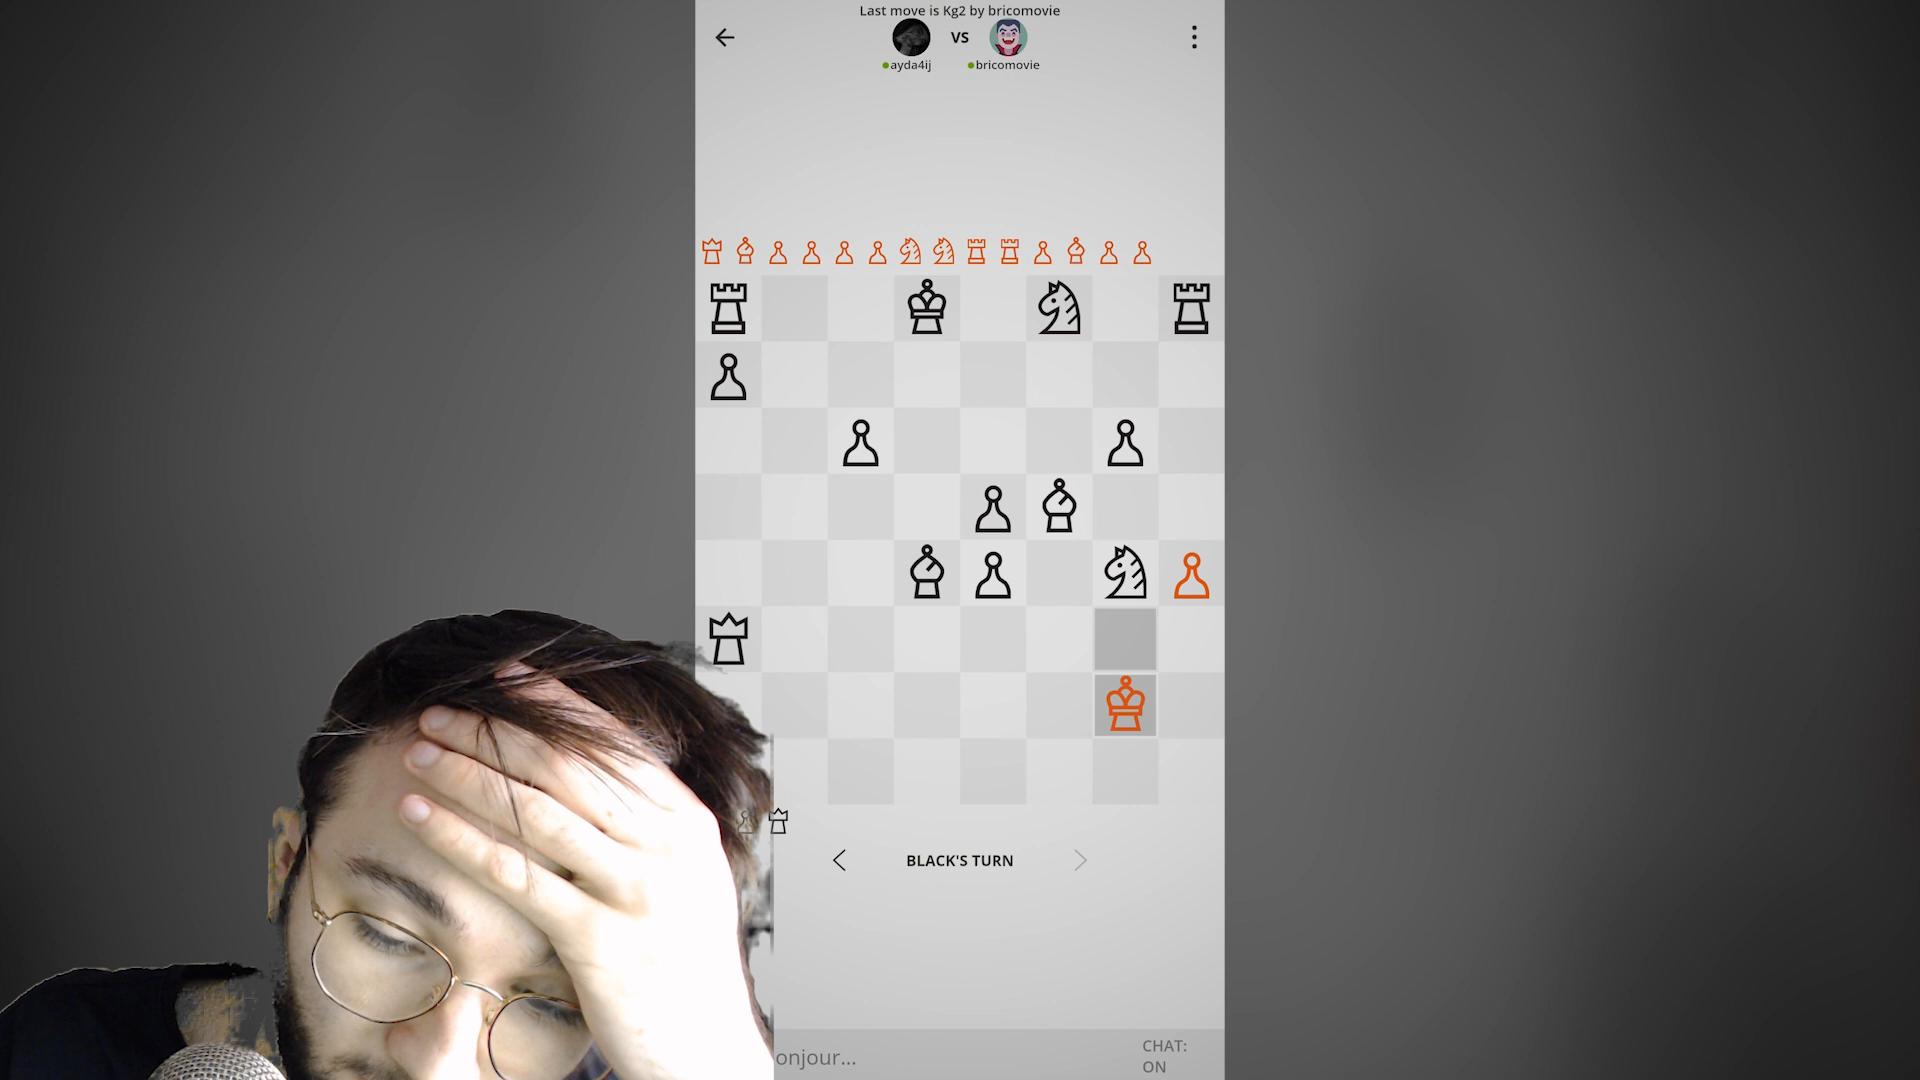 Last move is Kg2 by bricomovie
VS
ayda4ij
bricomovie
BLACK'S TURN
onjour...
CHAT:
ON